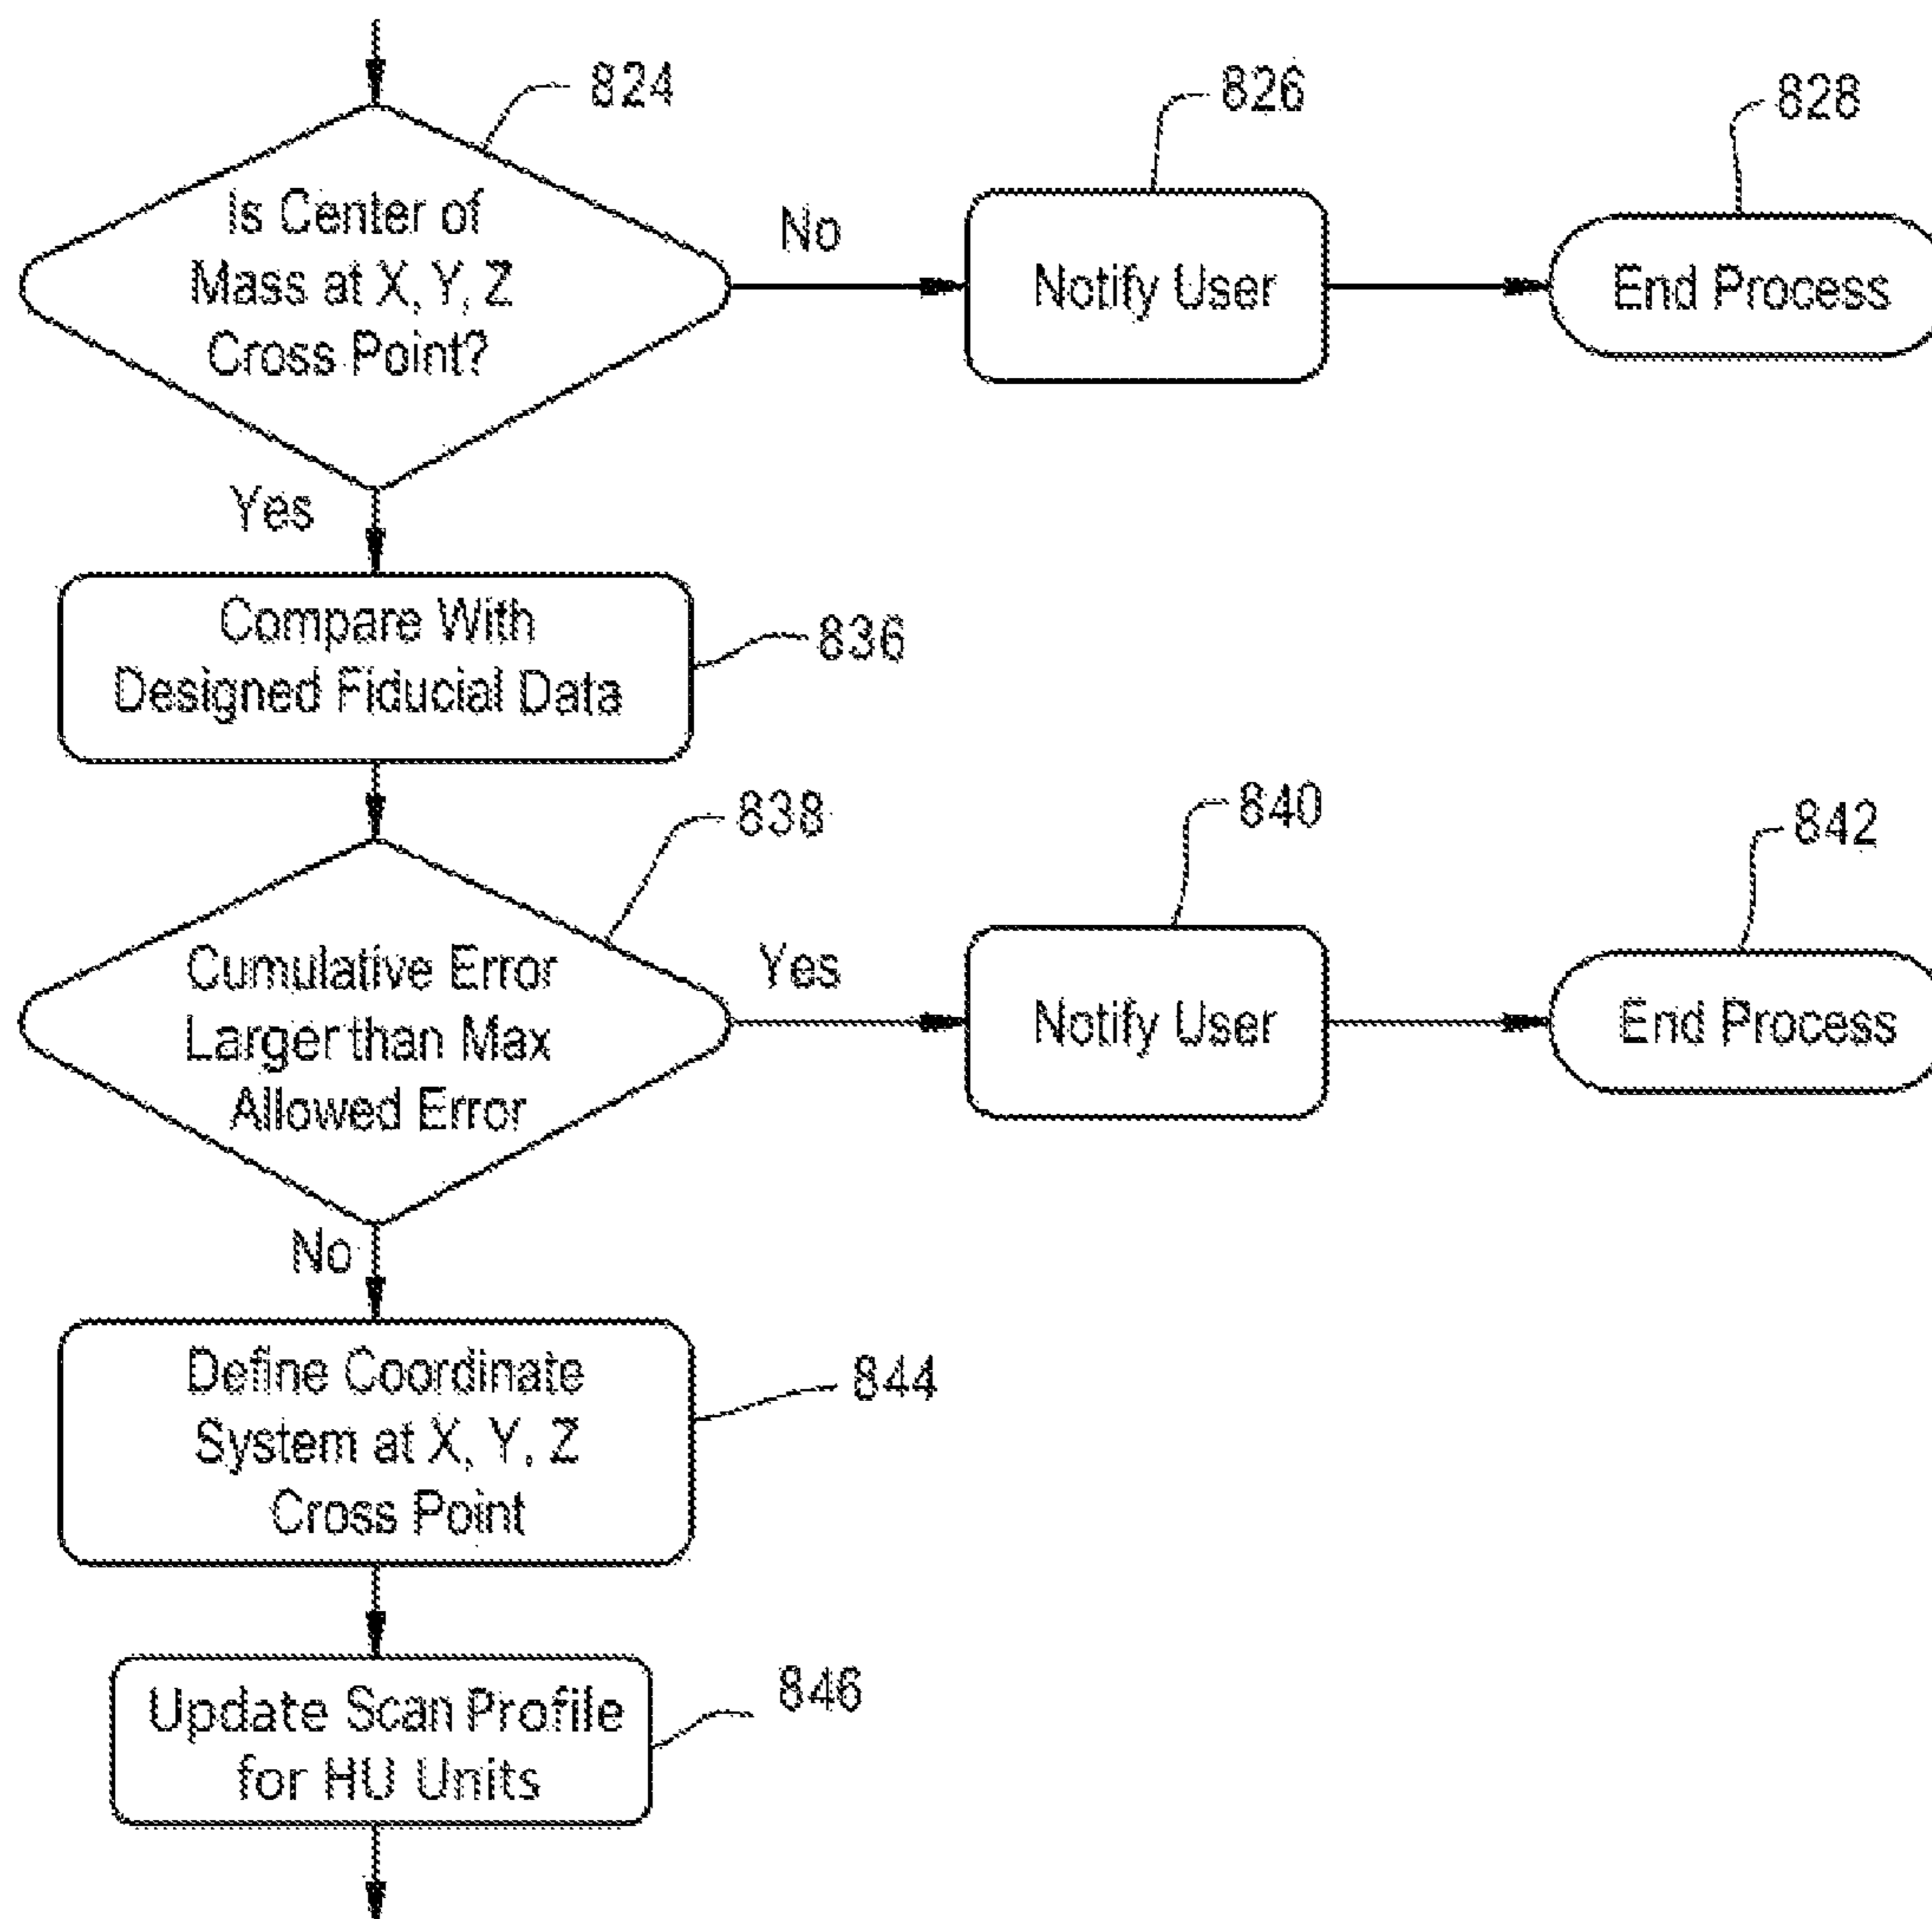 824
Is Center of
Mass at X, Y, Z
Cross Point?
No
826
Notify User
828
End Process
Yes
Compare With
Designed Fiducial Data
836
838
Cumulative Error
Larger than Max
Allowed Error
Yes
840
Notify User
842
End Process
No
Define Coordinate
System at X, Y, Z
Cross Point
844
Update Scan Profile
for HU Units
846